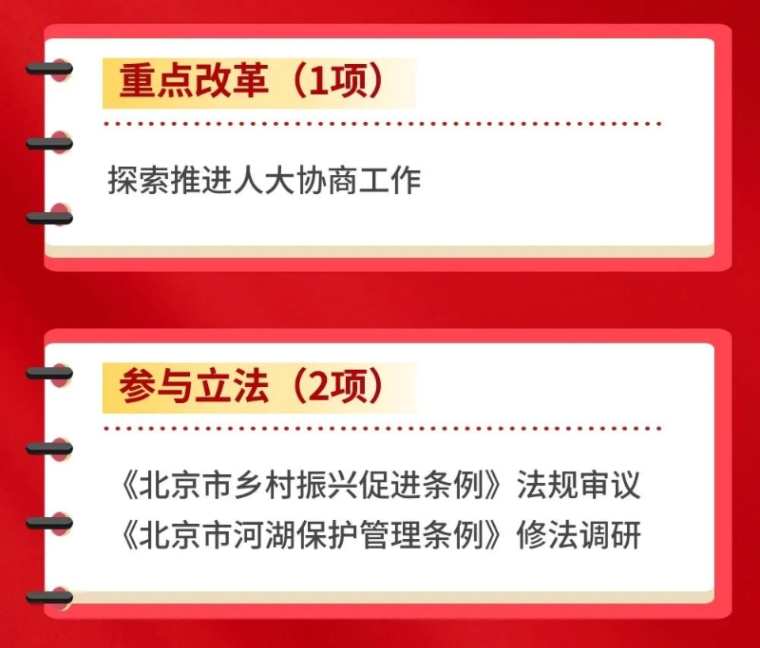 重点改革（1项）
探索推进人大协商工作
参与立法（2项）
《北京市乡村振兴促进条例》法规审议
《北京市河湖保护管理条例》修法调研